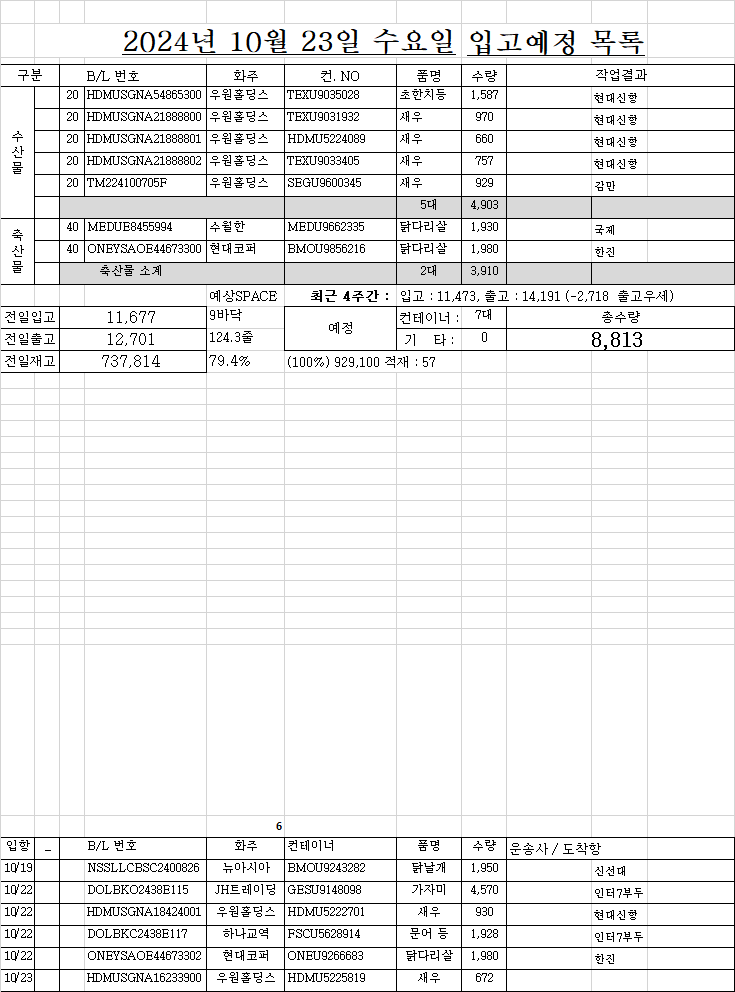 2024년 10월 23일 수요일 입고예정 목록
구분 B/L 번호 화주 컨. NO 품명 수량 작업결과
수산물
20 HDMUSGNA54865300 우원홀딩스 TEXU9035028 초한치등 1,587 현대신항
20 HDMUSGNA21888800 우원홀딩스 TEXU9031932 새우 970 현대신항
20 HDMUSGNA21888801 우원홀딩스 HDMU5224089 새우 660 현대신항
20 HDMUSGNA21888802 우원홀딩스 TEXU9033405 새우 757 현대신항
20 TM224100705F 우원홀딩스 SEGU9600345 새우 929 감만
5대 4,903
축산물
40 MEDUE8455994 수월한 MEDU9662335 닭다리살 1,930 국제
40 ONEYSAOE44673300 현대코퍼 BMOU9856216 닭다리살 1,980 한진
축산물 소계 2대 3,910
예상SPACE 최근 4주간 : 입고 : 11,473, 출고 : 14,191 (-2,718 출고우세)
전일입고 11,677 9바닥 예정 컨테이너 : 7대 총수량
전일출고 12,701 124.3줄 기 타 : 0 8,813
전일재고 737,814 79.4% (100%) 929,100 적재 : 57
6
입항 _ B/L 번호 화주 컨테이너 품명 수량 운송사 / 도착항
10/19 NSSLLCBSC2400826 뉴아시아 BMOU9243282 닭날개 1,950 신선대
10/22 DOLBKO2438E115 JH트레이딩 GESU9148098 가자미 4,570 인터7부두
10/22 HDMUSGNA18424001 우원홀딩스 HDMU5222701 새우 930 현대신항
10/22 DOLBKC2438E117 하나교역 FSCU5628914 문어 등 1,928 인터7부두
10/22 ONEYSAOE44673302 현대코퍼 ONEU9266683 닭다리살 1,980 한진
10/23 HDMUSGNA16233900 우원홀딩스 HDMU5225819 새우 672